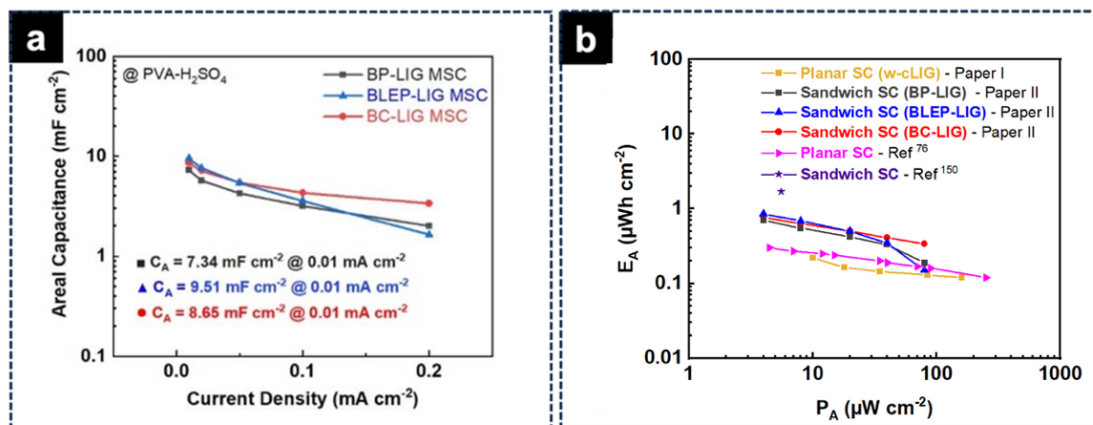 a
@ PVA-H₂SO₄
BP-LIG MSC
BLEP-LIG MSC
BC-LIG MSC
Areal Capacitance (mF cm⁻²)
100
10
1
0.1
C_A = 7.34 mF cm⁻² @ 0.01 mA cm⁻²
C_A = 9.51 mF cm⁻² @ 0.01 mA cm⁻²
C_A = 8.65 mF cm⁻² @ 0.01 mA cm⁻²
0.0 0.1 0.2
Current Density (mA cm⁻²)
b
Planar SC (w-cLIG) - Paper I
Sandwich SC (BP-LIG) - Paper II
Sandwich SC (BLEP-LIG) - Paper II
Sandwich SC (BC-LIG) - Paper II
Planar SC - Ref ⁷⁶
Sandwich SC - Ref ¹⁵⁰
E_A (µWh cm⁻²)
100
10
1
0.1
0.01
1 10 100 1000
P_A (µW cm⁻²)